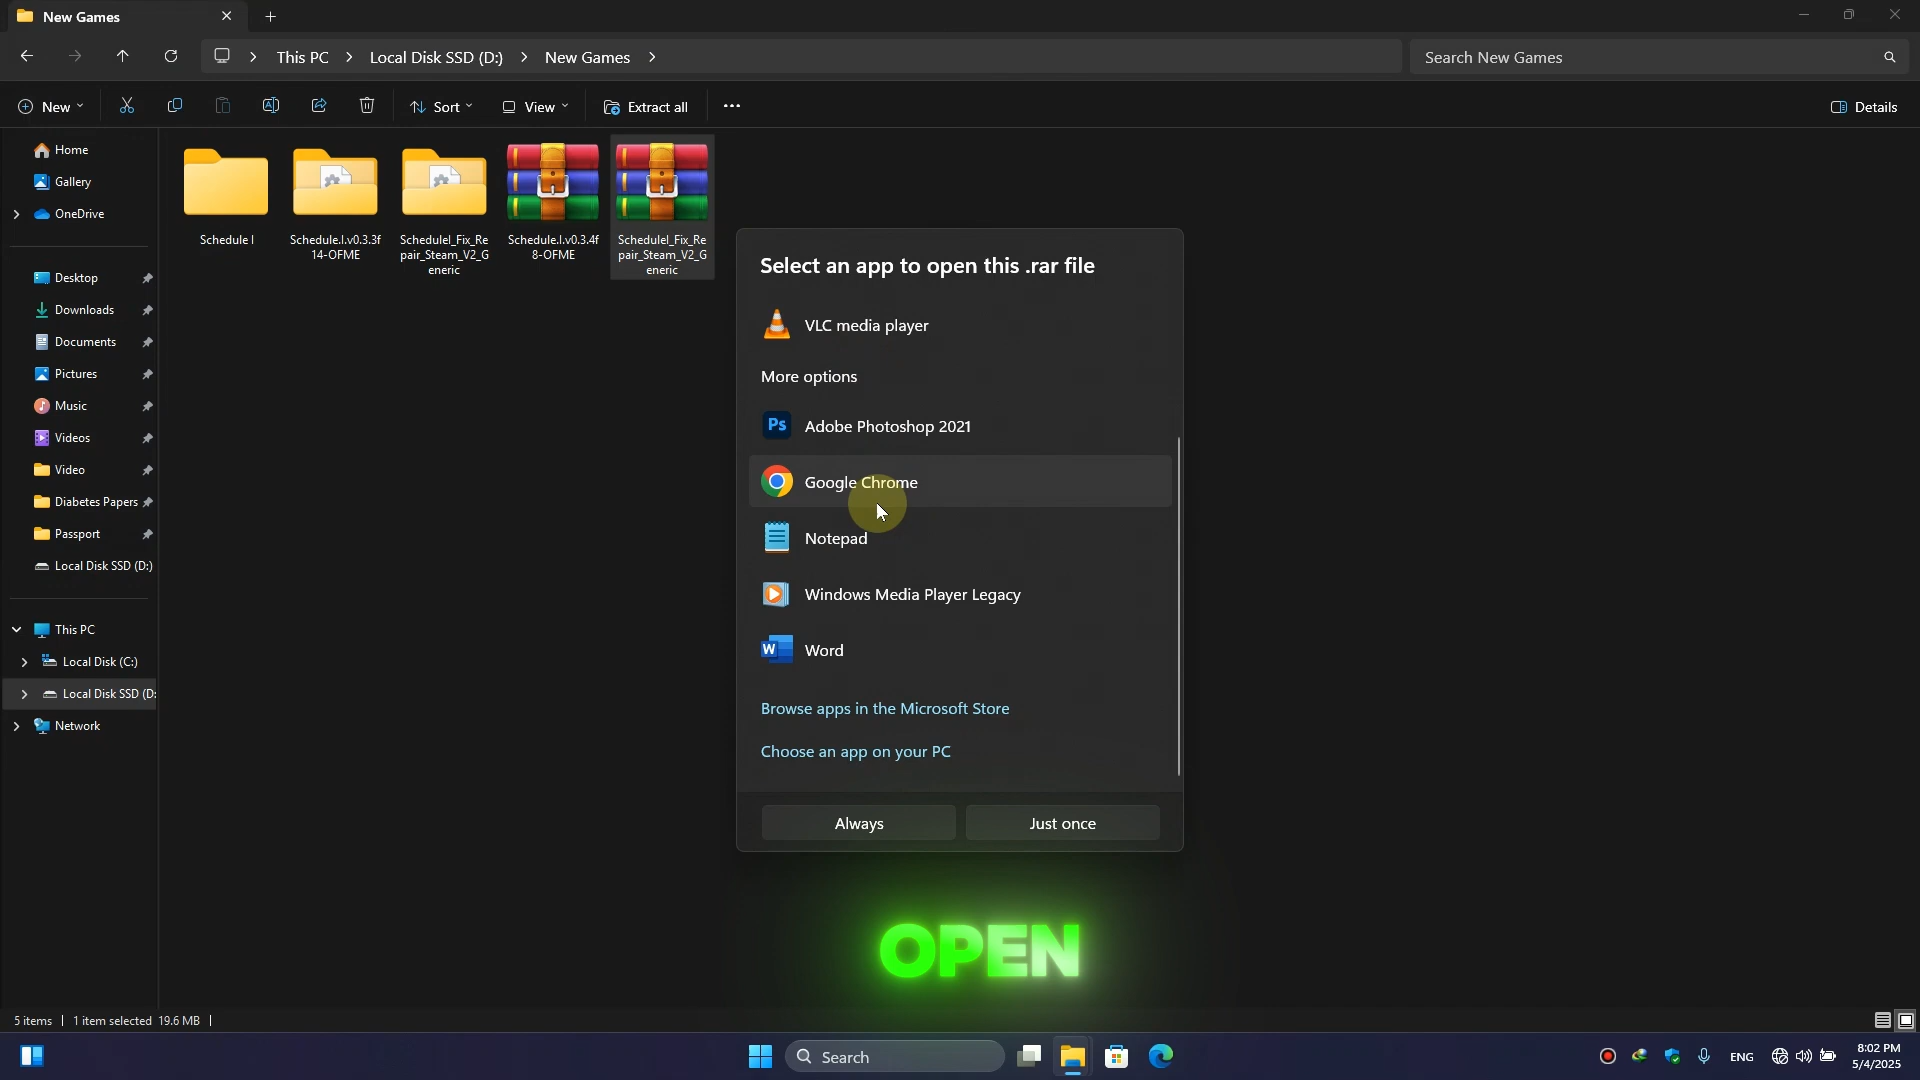 New Games
This PC
Local Disk SSD (D:)
New Games
Search New Games
New
Sort
View
Extract all
Details
Home
Gallery
OneDrive
Desktop
Downloads
Documents
Pictures
Music
Videos
Video
Diabetes Papers
Passport
Local Disk SSD (D:)
This PC
Local Disk (C:)
Local Disk SSD (D:
Network
Schedule I
Schedule.I.v0.3.3f
14-OFME
ScheduleI_Fix_Re
pair_Steam_V2_G
eneric
Schedule.I.v0.3.4f
8-OFME
ScheduleI_Fix_Re
pair_Steam_V2_G
eneric
Select an app to open this .rar file
VLC media player
More options
Ps
Adobe Photoshop 2021
Google Chrome
Notepad
Windows Media Player Legacy
W
Word
Browse apps in the Microsoft Store
Choose an app on your PC
Always
Just once
OPEN
5 items
1 item selected 19.6 MB
Search
ENG
8:02 PM
5/4/2025